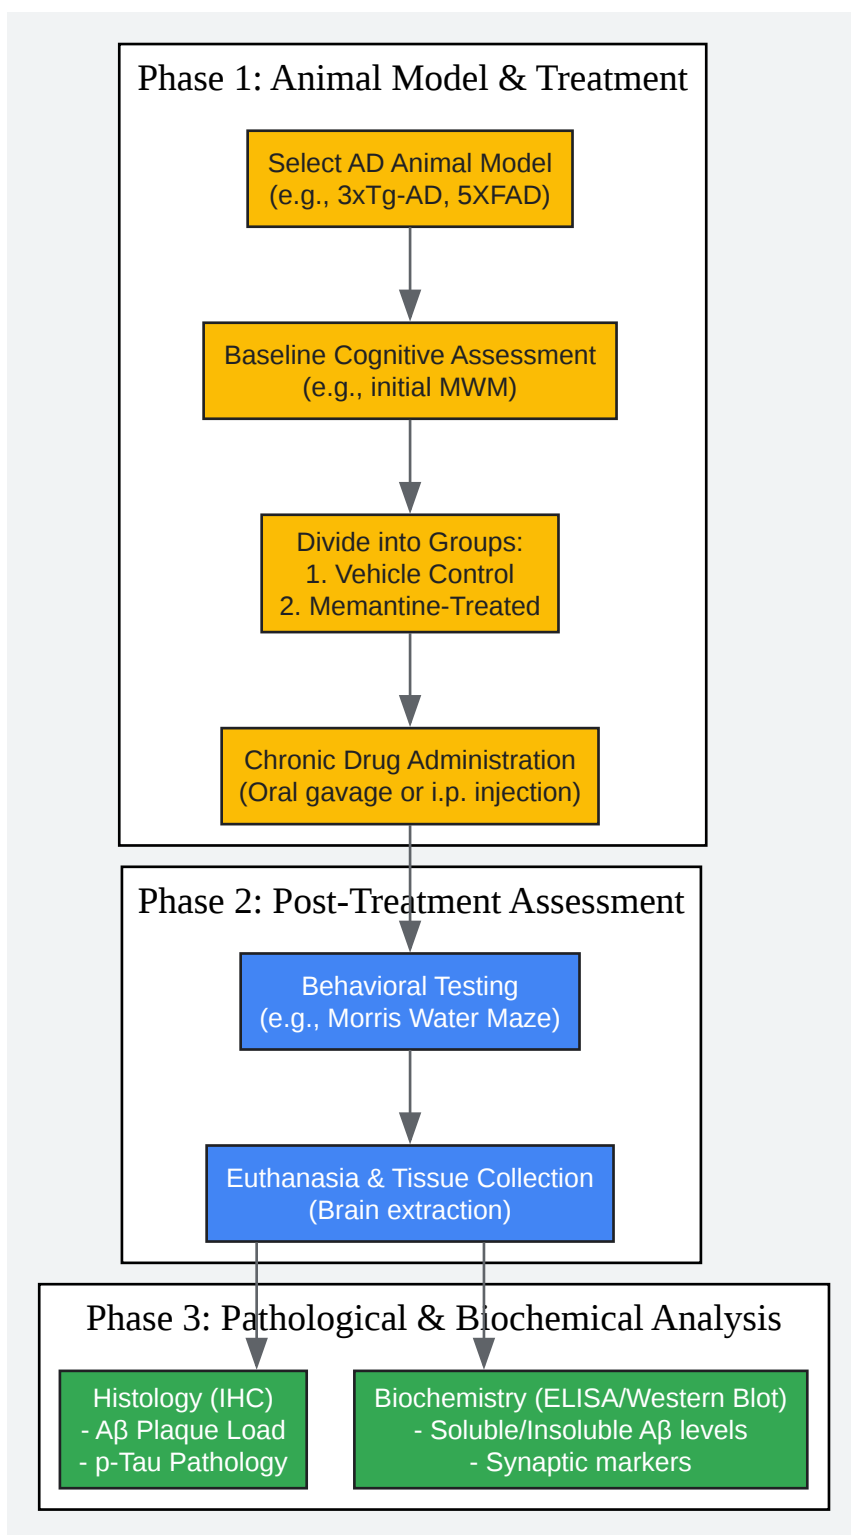 Phase 1: Animal Model & Treatment
Select AD Animal Model
(e.g., 3xTg-AD, 5XFAD)
Baseline Cognitive Assessment
(e.g., initial MWM)
Divide into Groups:
1. Vehicle Control
2. Memantine-Treated
Chronic Drug Administration
(Oral gavage or i.p. injection)
Phase 2: Post-Treatment Assessment
Behavioral Testing
(e.g., Morris Water Maze)
Euthanasia & Tissue Collection
(Brain extraction)
Phase 3: Pathological & Biochemical Analysis
Histology (IHC)
- Aβ Plaque Load
- p-Tau Pathology
Biochemistry (ELISA/Western Blot)
- Soluble/Insoluble Aβ levels
- Synaptic markers